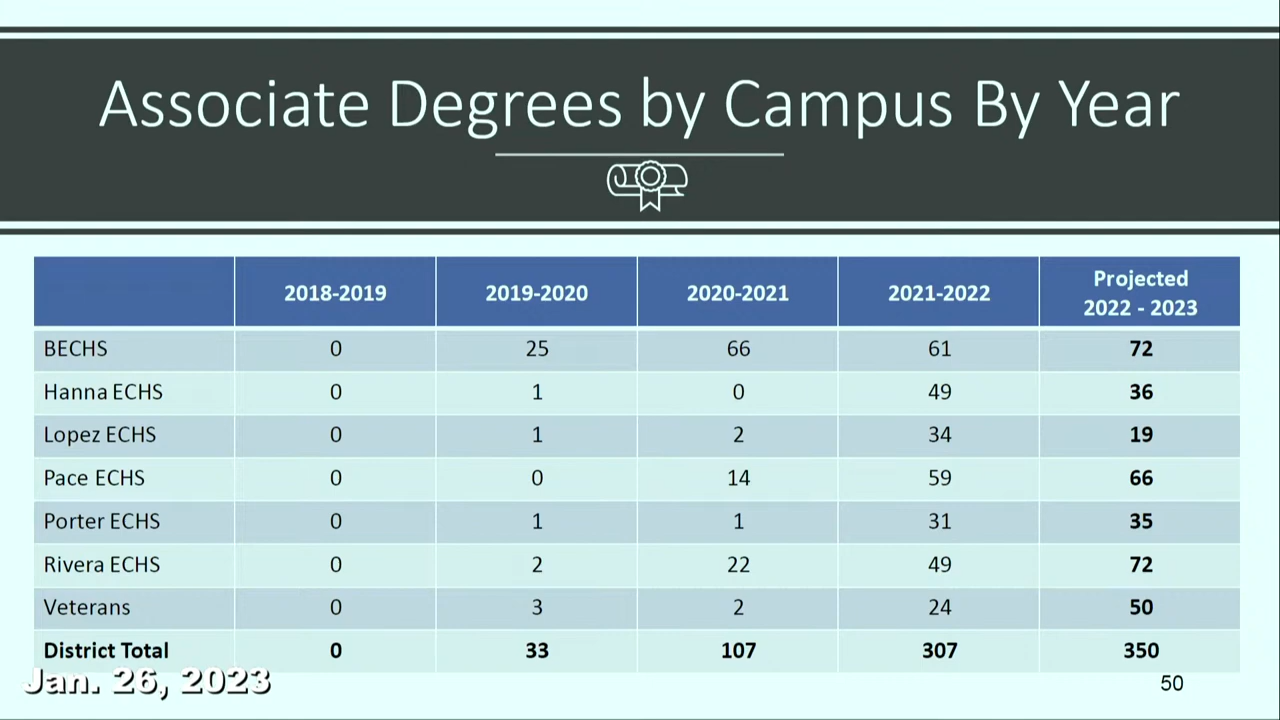 Associate Degrees by Campus By Year
2018-2019 2019-2020 2020-2021 2021-2022 Projected 2022 - 2023
BECHS 0 25 66 61 72
Hanna ECHS 0 1 0 49 36
Lopez ECHS 0 1 2 34 19
Pace ECHS 0 0 14 59 66
Porter ECHS 0 1 1 31 35
Rivera ECHS 0 2 22 49 72
Veterans 0 3 2 24 50
District Total 0 33 107 307 350
Jan. 26, 2023
50